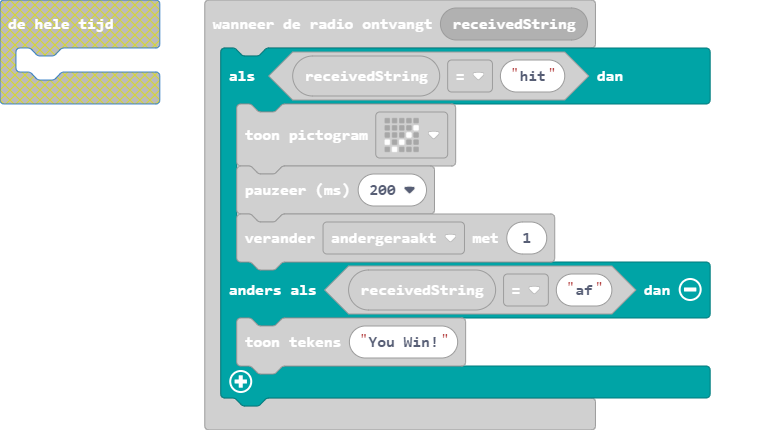 de hele tijd
wanneer de radio ontvangt receivedString
als receivedString = "hit" dan
toon pictogram
pauzeer (ms) 200
verander andergeraakt met 1
anders als receivedString = "af" dan
toon tekens "You Win!"